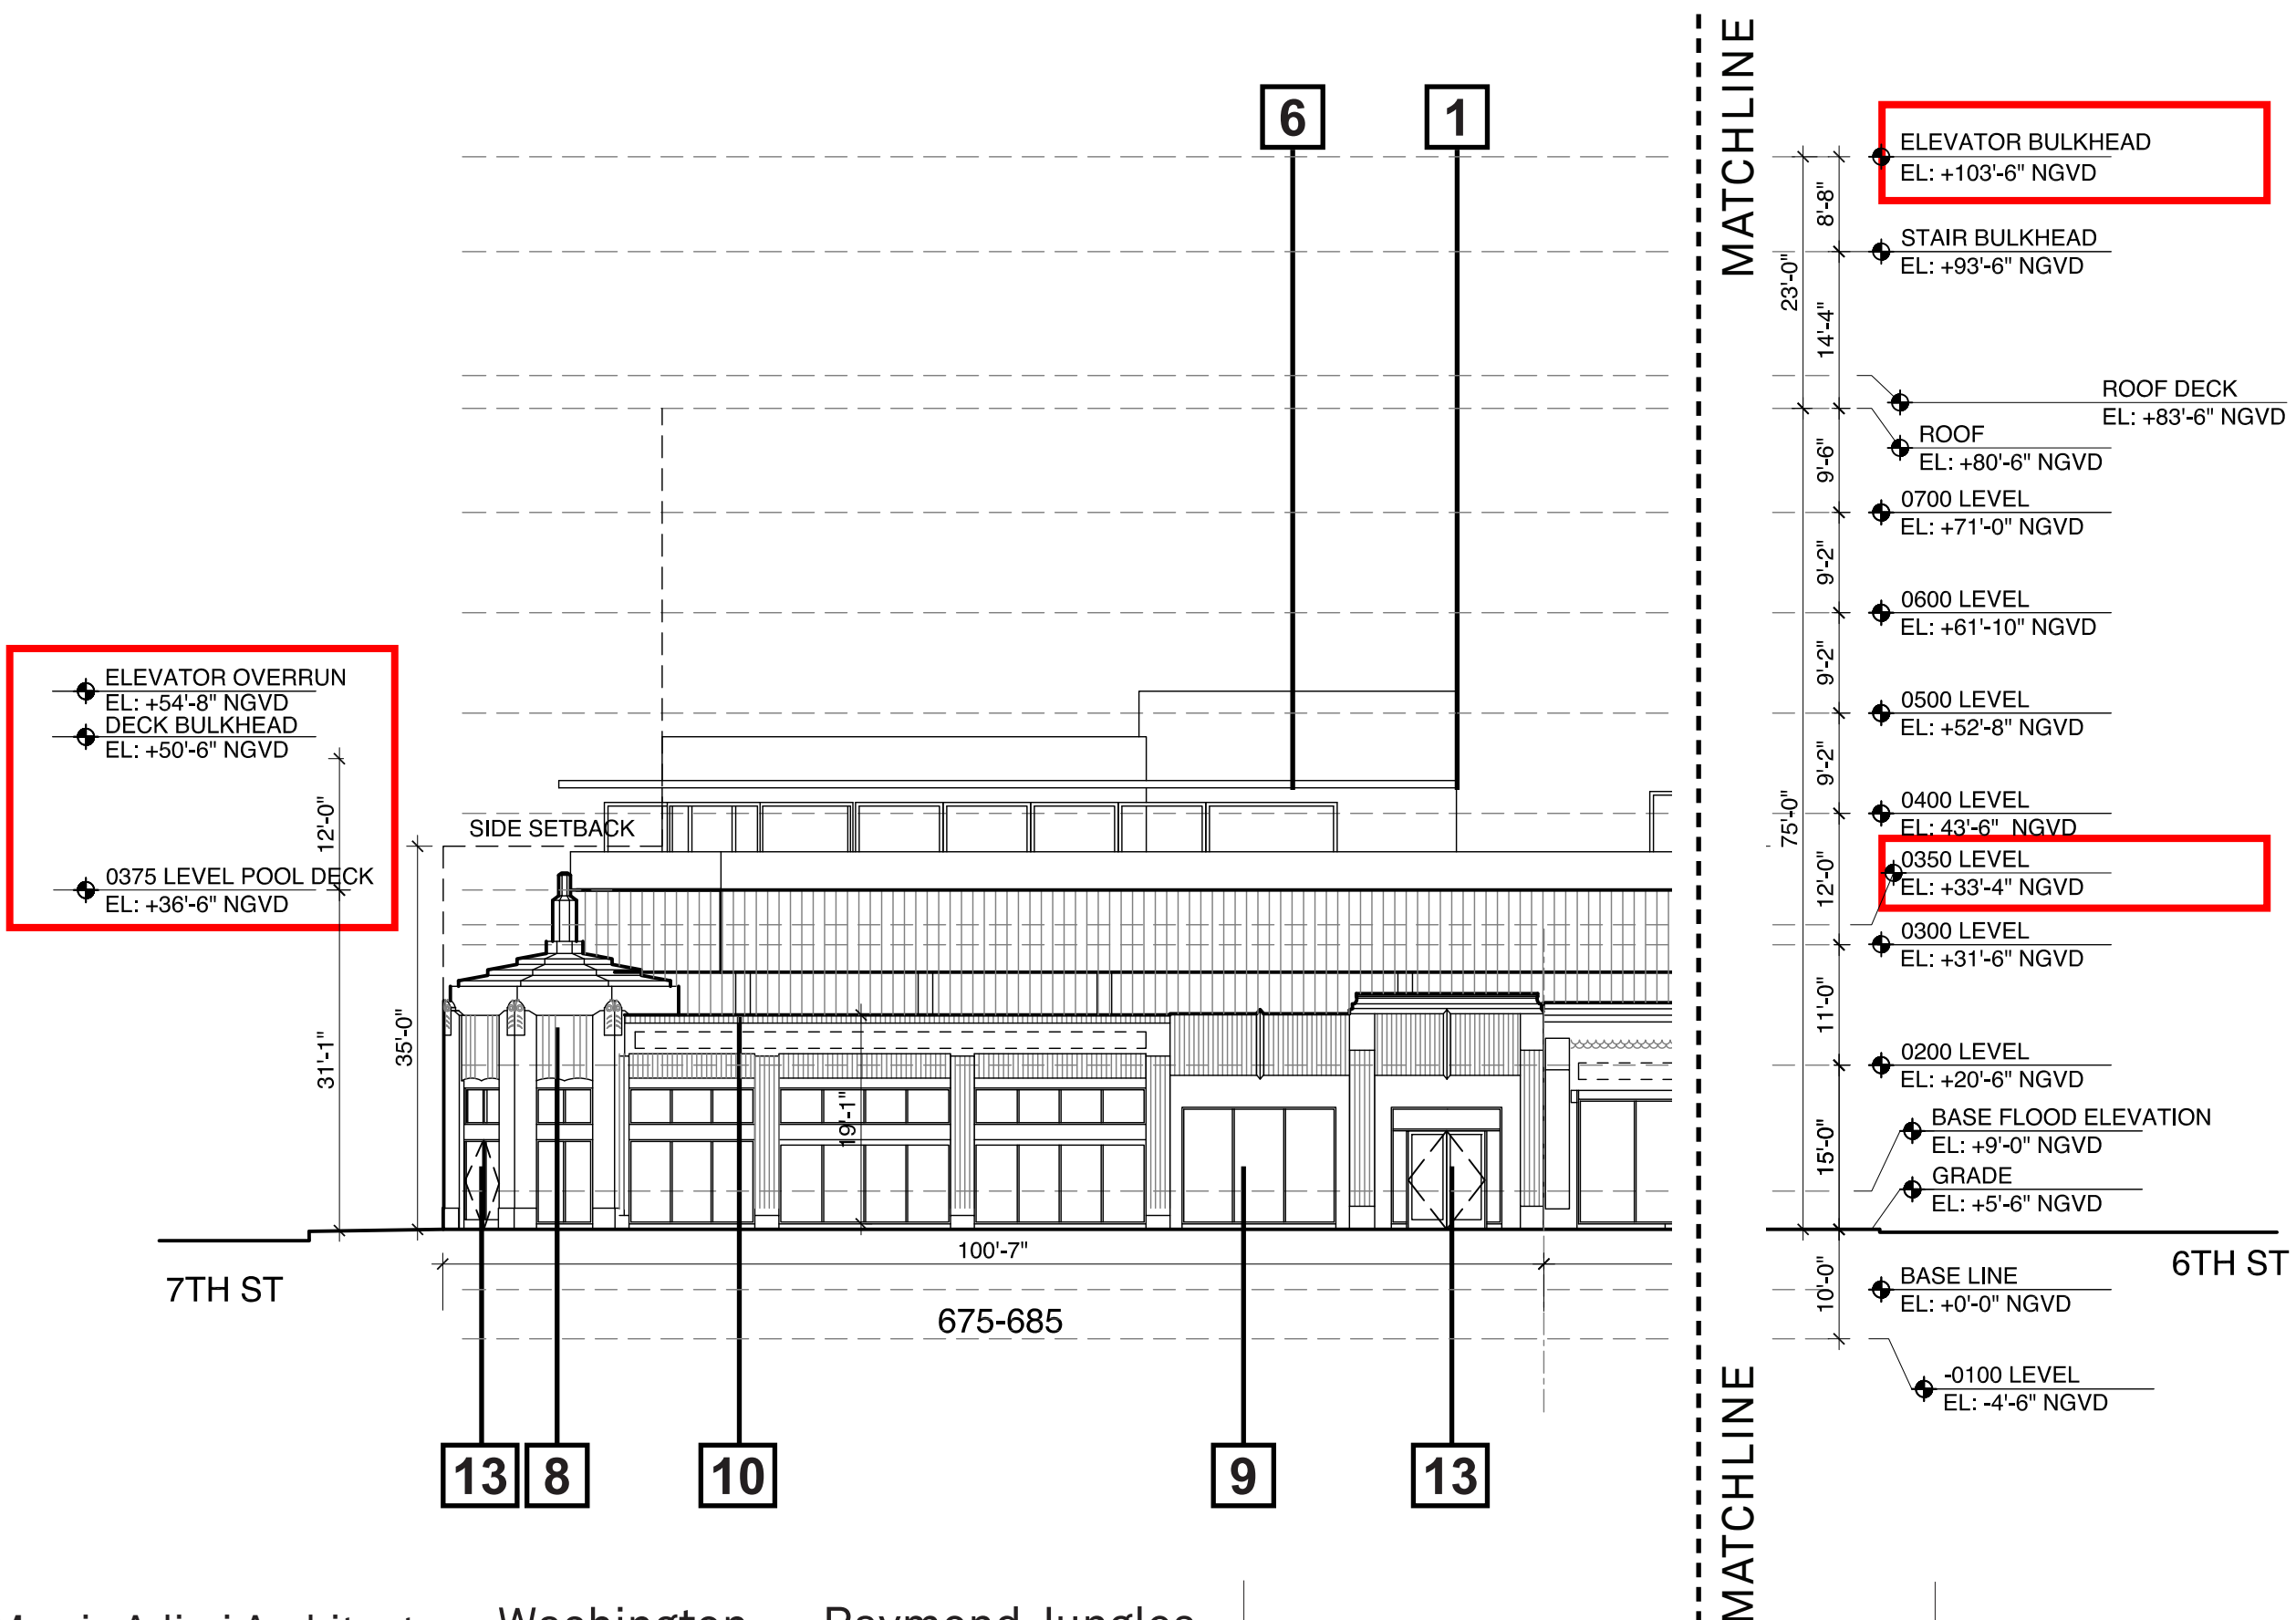 MATCHLINE
6
1
ELEVATOR BULKHEAD
EL: +103'-6" NGVD
8'-8"
STAIR BULKHEAD
EL: +93'-6" NGVD
23'-0"
14'-4"
ROOF DECK
EL: +83'-6" NGVD
ROOF
EL: +80'-6" NGVD
9'-6"
0700 LEVEL
EL: +71'-0" NGVD
9'-2"
0600 LEVEL
EL: +61'-10" NGVD
9'-2"
ELEVATOR OVERRUN
EL: +54'-8" NGVD
DECK BULKHEAD
EL: +50'-6" NGVD
0500 LEVEL
EL: +52'-8" NGVD
9'-2"
12'-0"
SIDE SETBACK
75'-0"
0400 LEVEL
EL: 43'-6" NGVD
0375 LEVEL POOL DECK
EL: +36'-6" NGVD
12'-0"
0350 LEVEL
EL: +33'-4" NGVD
0300 LEVEL
EL: +31'-6" NGVD
11'-0"
31'-1"
35'-0"
19'-1"
0200 LEVEL
EL: +20'-6" NGVD
BASE FLOOD ELEVATION
EL: +9'-0" NGVD
15'-0"
GRADE
EL: +5'-6" NGVD
100'-7"
7TH ST
6TH ST
675-685
10'-0"
BASE LINE
EL: +0'-0" NGVD
-0100 LEVEL
EL: -4'-6" NGVD
13
8
10
9
13
MATCHLINE
Washington
Raymond Jungles